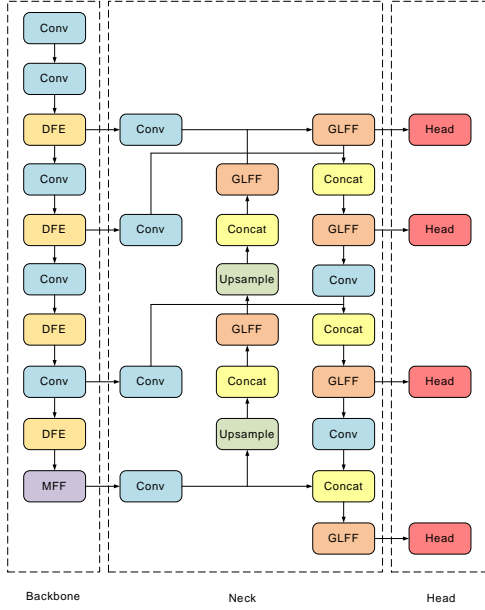 Conv
Conv
DFE
Conv
GLFF
Head
Conv
GLFF
Concat
DFE
Conv
Concat
GLFF
Head
Conv
Upsample
Conv
DFE
GLFF
Concat
Conv
Conv
Concat
GLFF
Head
DFE
Upsample
Conv
MFF
Conv
Concat
GLFF
Head
Backbone
Neck
Head